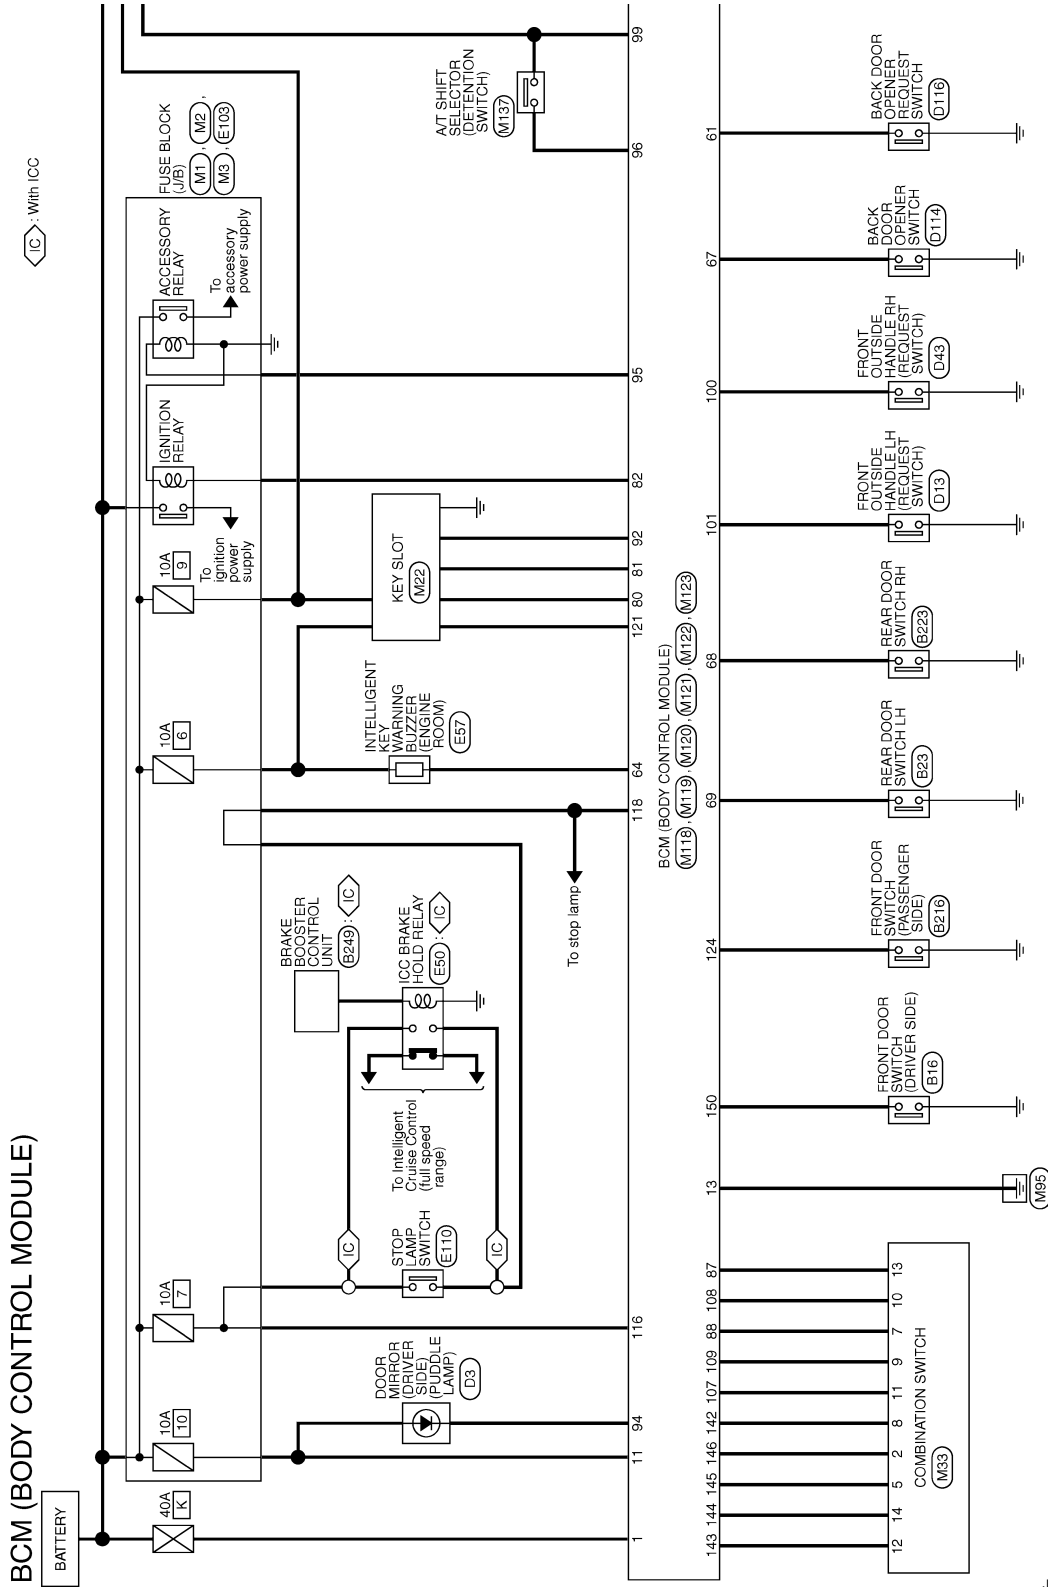 BCM (BODY CONTROL MODULE)
IC : With ICC
BATTERY
40A
K
10A
10
10A
7
10A
6
10A
9
To
ignition
power
supply
IGNITION
RELAY
ACCESSORY
RELAY
To
accessory
power supply
FUSE BLOCK
(J/B)
M1 , M2 ,
M3 , E103
DOOR
MIRROR
(DRIVER
SIDE)
(PUDDLE
LAMP)
D3
STOP
LAMP
SWITCH
E110
IC
IC
To Intelligent
Cruise Control
(full speed
range)
BRAKE
BOOSTER
CONTROL
UNIT
B249 : IC
ICC BRAKE
HOLD RELAY
E50 : IC
To stop lamp
INTELLIGENT
KEY
WARNING
BUZZER
(ENGINE
ROOM)
E57
KEY SLOT
M22
A/T SHIFT
SELECTOR
(DETENTION
SWITCH)
M137
1
11
94
116
118
64
121
80
81
92
82
95
96
99
BCM (BODY CONTROL MODULE)
M118 , M119 , M120 , M121 , M122 , M123
143
144
145
146
142
107
109
88
108
87
13
150
124
69
68
101
100
67
61
12
14
5
2
8
11
9
7
10
13
COMBINATION SWITCH
M33
M95
FRONT DOOR
SWITCH
(DRIVER SIDE)
B16
FRONT DOOR
SWITCH
(PASSENGER
SIDE)
B216
REAR DOOR
SWITCH LH
B23
REAR DOOR
SWITCH RH
B223
FRONT
OUTSIDE
HANDLE LH
(REQUEST
SWITCH)
D13
FRONT
OUTSIDE
HANDLE RH
(REQUEST
SWITCH)
D43
BACK
DOOR
OPENER
SWITCH
D114
BACK DOOR
OPENER
REQUEST
SWITCH
D116